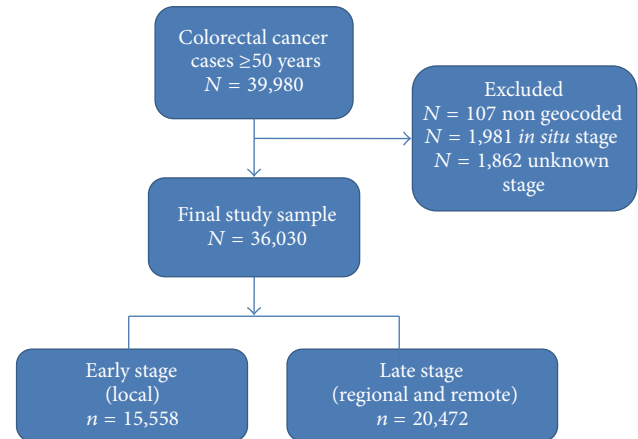 Colorectal cancer
cases ≥50 years
N = 39,980
Excluded
N = 107 non geocoded
N = 1,981 in situ stage
N = 1,862 unknown
stage
Final study sample
N = 36,030
Early stage
(local)
n = 15,558
Late stage
(regional and remote)
n = 20,472